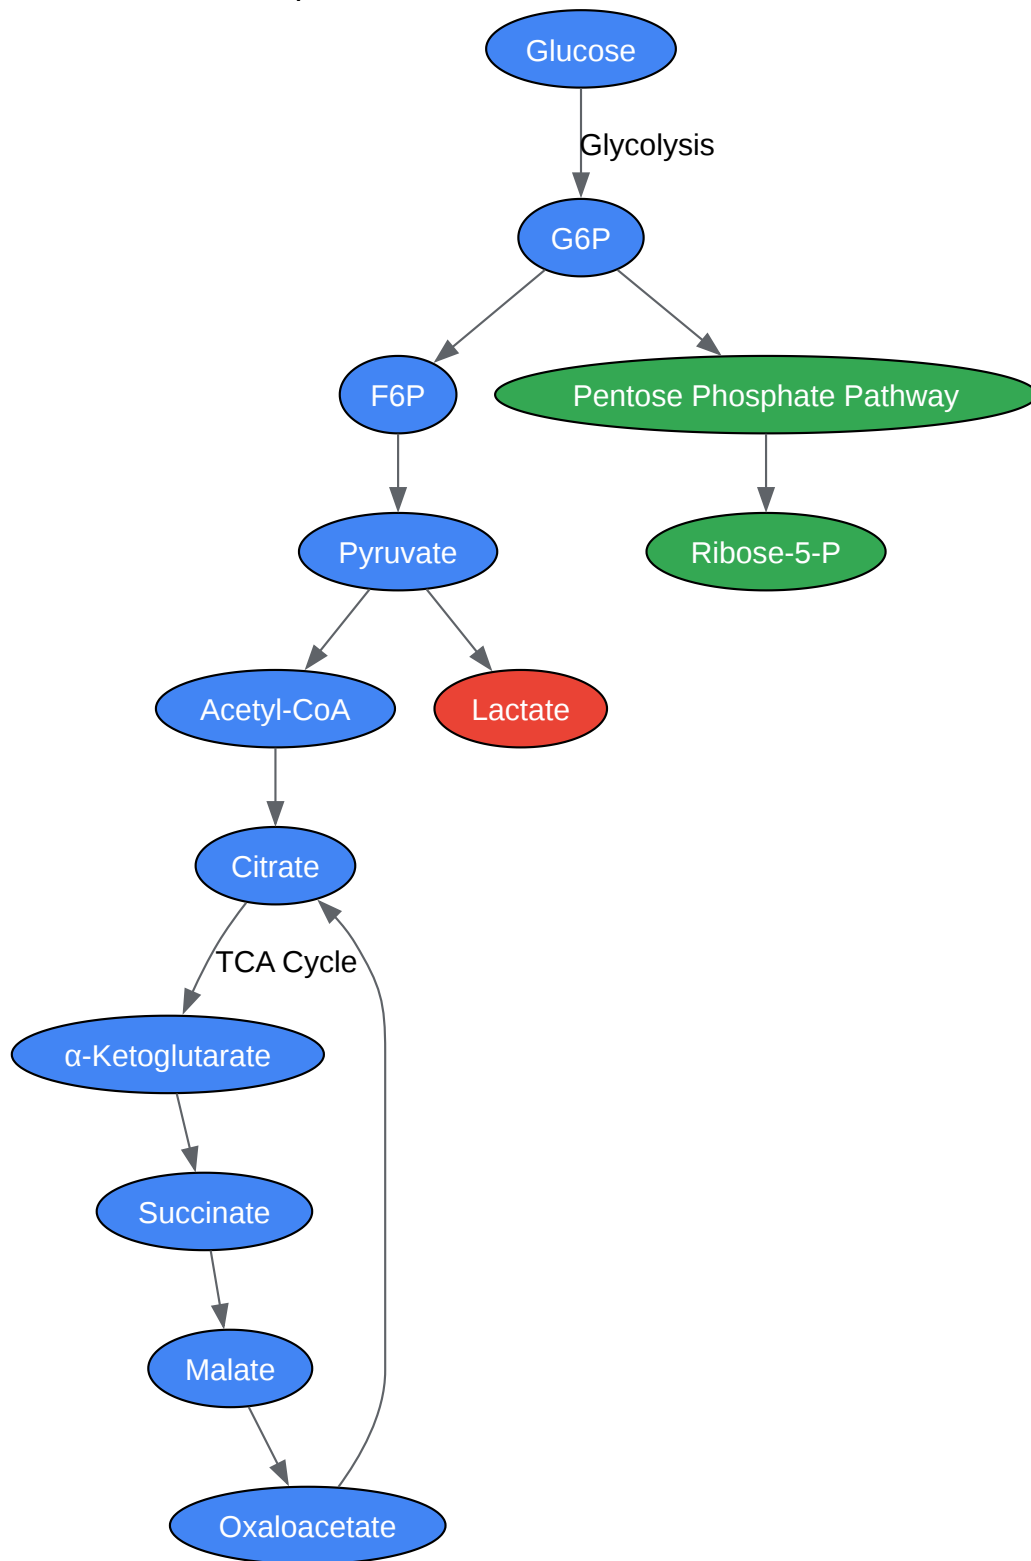 Glucose
Glycolysis
G6P
F6P
Pentose Phosphate Pathway
Pyruvate
Ribose-5-P
Acetyl-CoA
Lactate
Citrate
TCA Cycle
α-Ketoglutarate
Succinate
Malate
Oxaloacetate